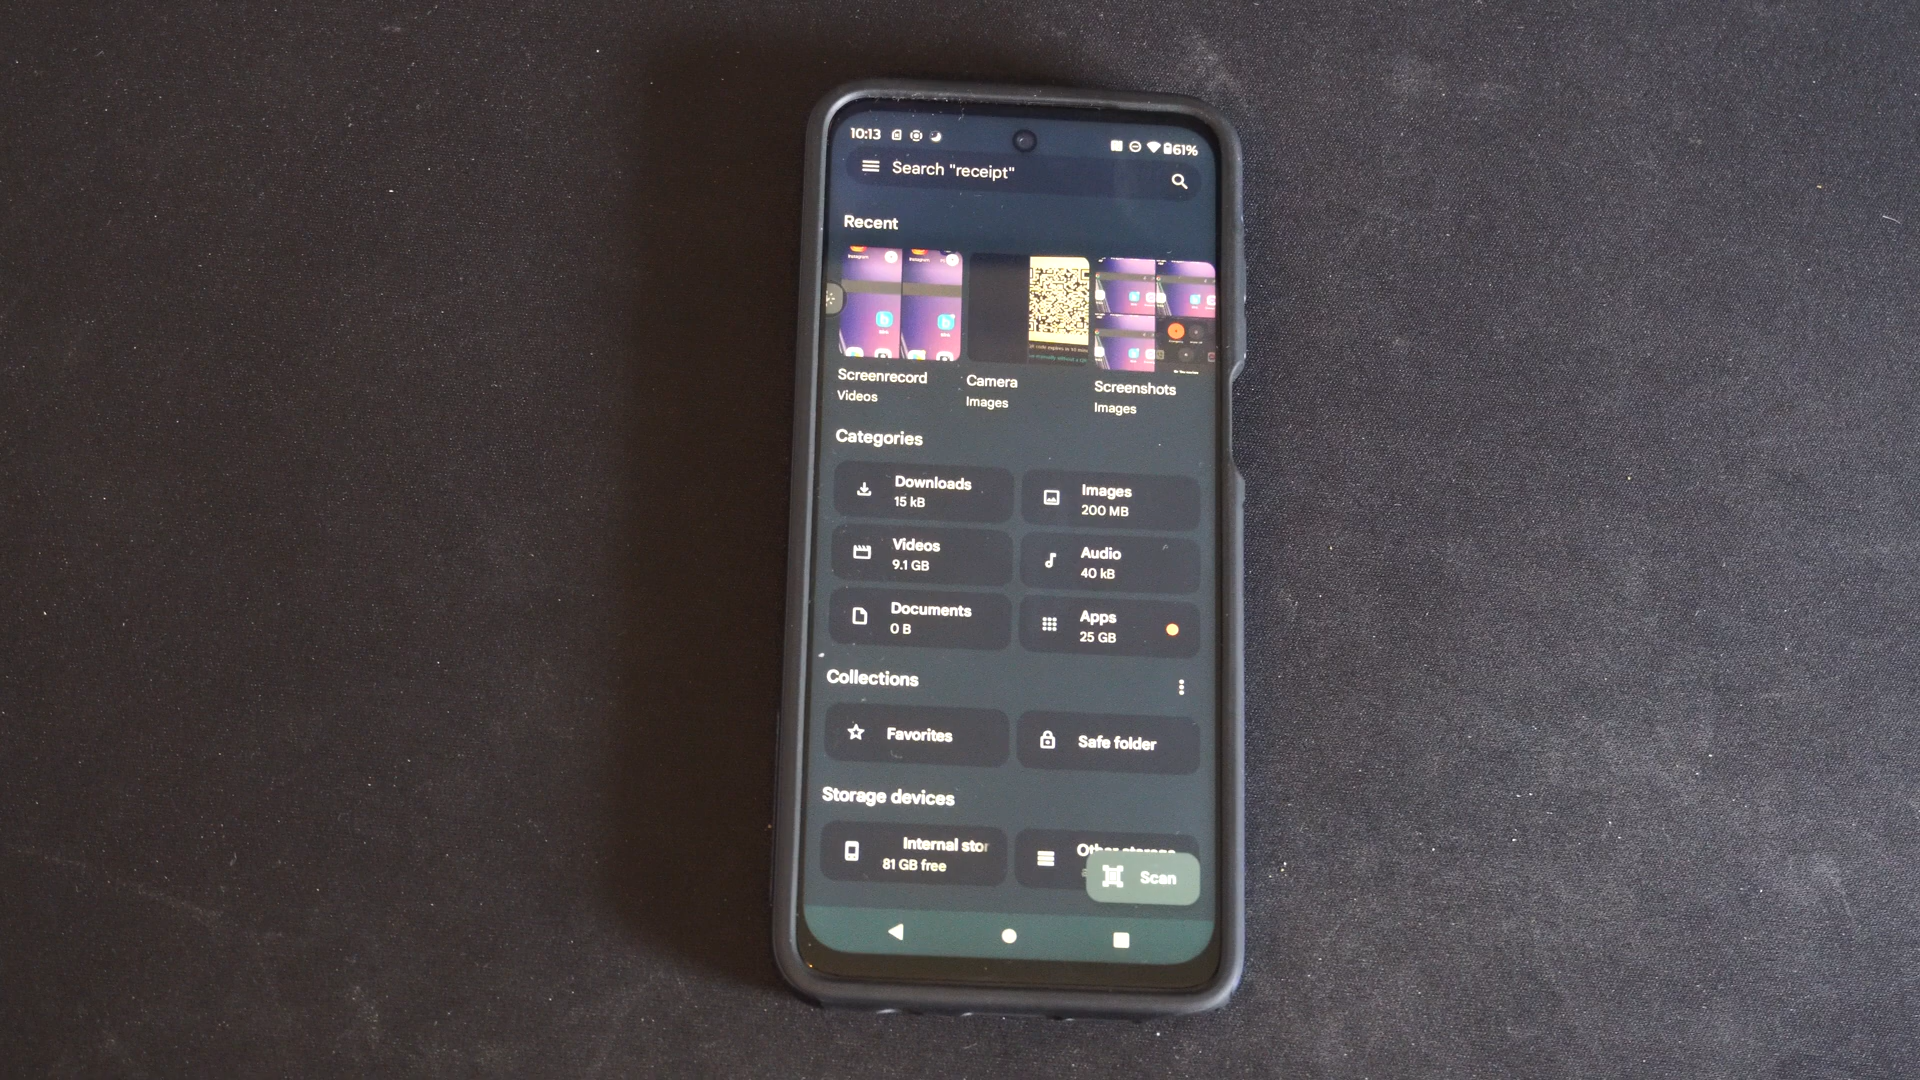 10:13
61%
Search "receipt"
Recent
Screenrecord
Videos
Camera
Images
Screenshots
Images
Categories
Downloads
15 kB
Images
200 MB
Videos
9.1 GB
Audio
40 kB
Documents
0 B
Apps
25 GB
Collections
Favorites
Safe folder
Storage devices
Internal stor
81 GB free
Other storage
Scan